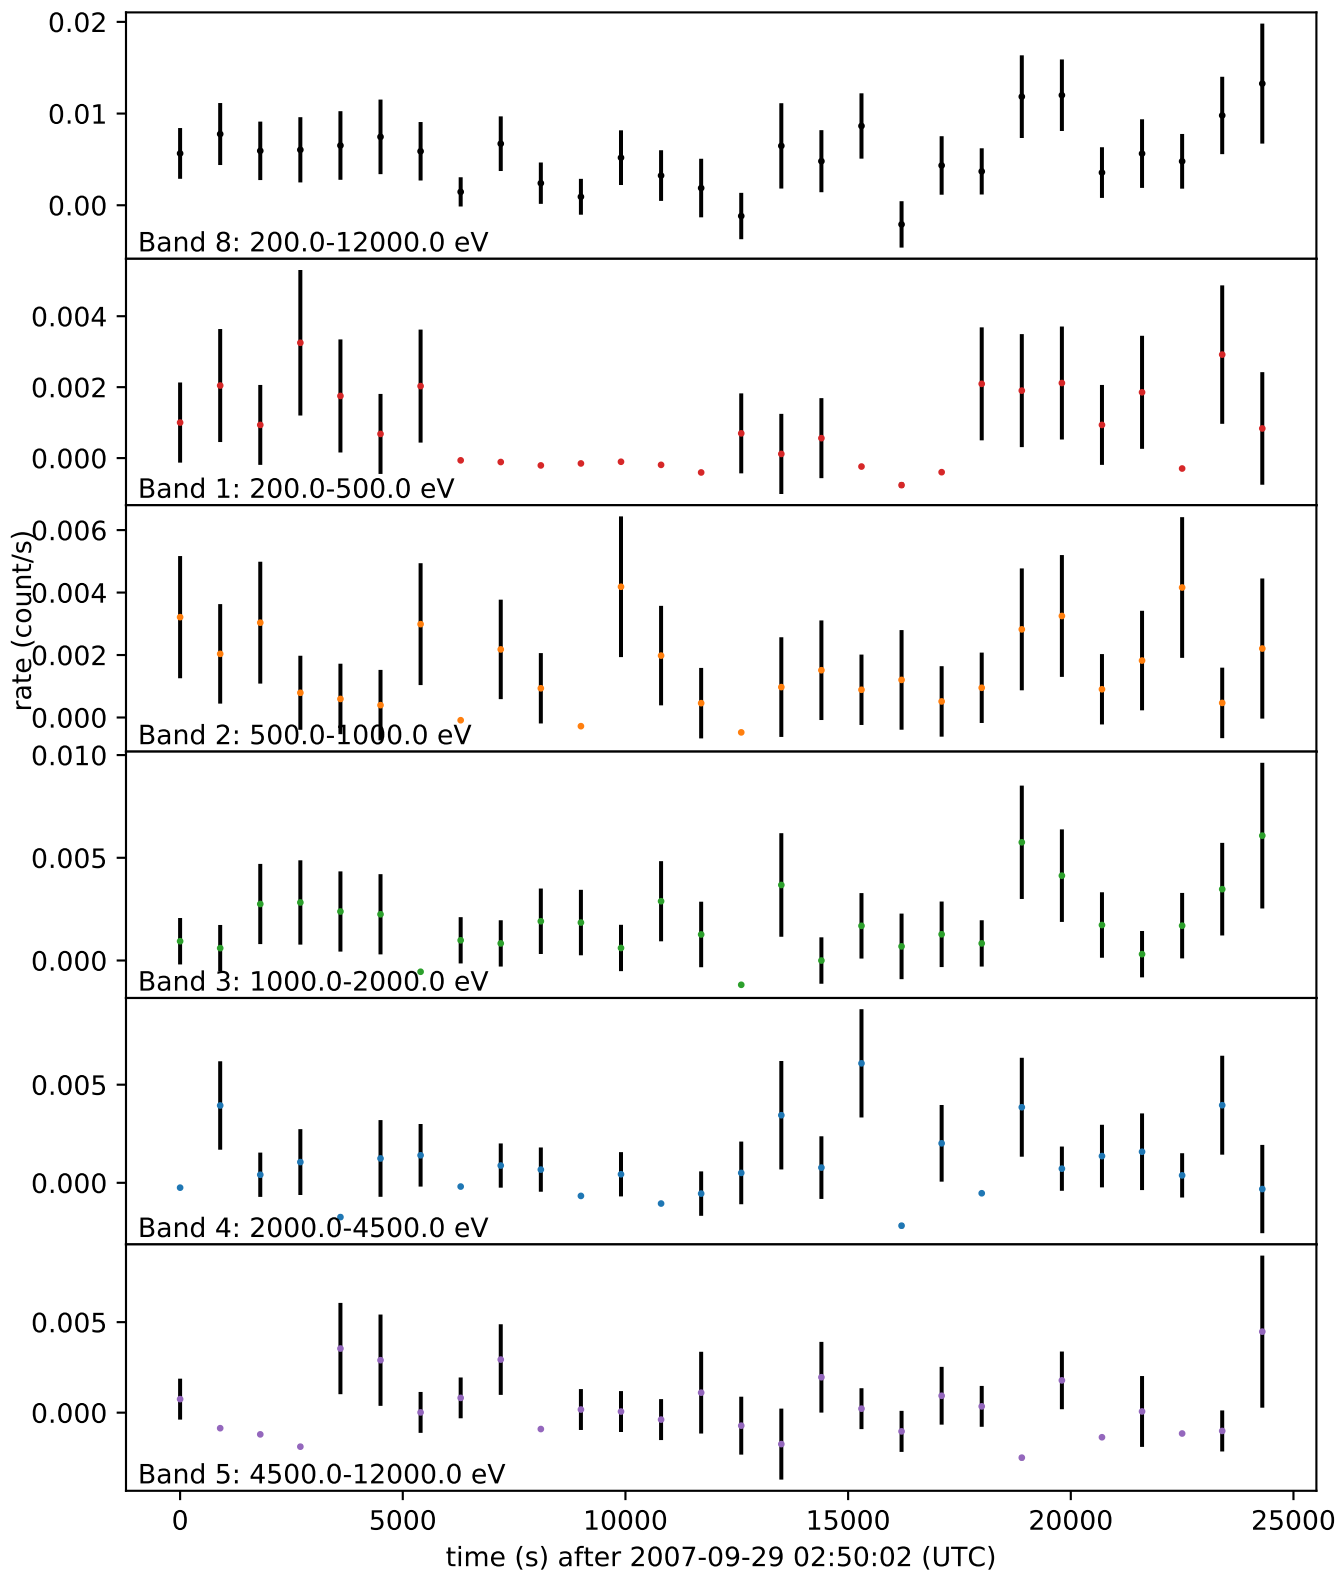 0.02
0.01
0.00
Band 8: 200.0-12000.0 eV
0.004
0.002
0.000
Band 1: 200.0-500.0 eV
rate (count/s)
0.006
0.004
0.002
0.000
Band 2: 500.0-1000.0 eV
0.010
0.005
0.000
Band 3: 1000.0-2000.0 eV
0.005
0.000
Band 4: 2000.0-4500.0 eV
0.005
0.000
Band 5: 4500.0-12000.0 eV
0 5000 10000 15000 20000 25000
time (s) after 2007-09-29 02:50:02 (UTC)